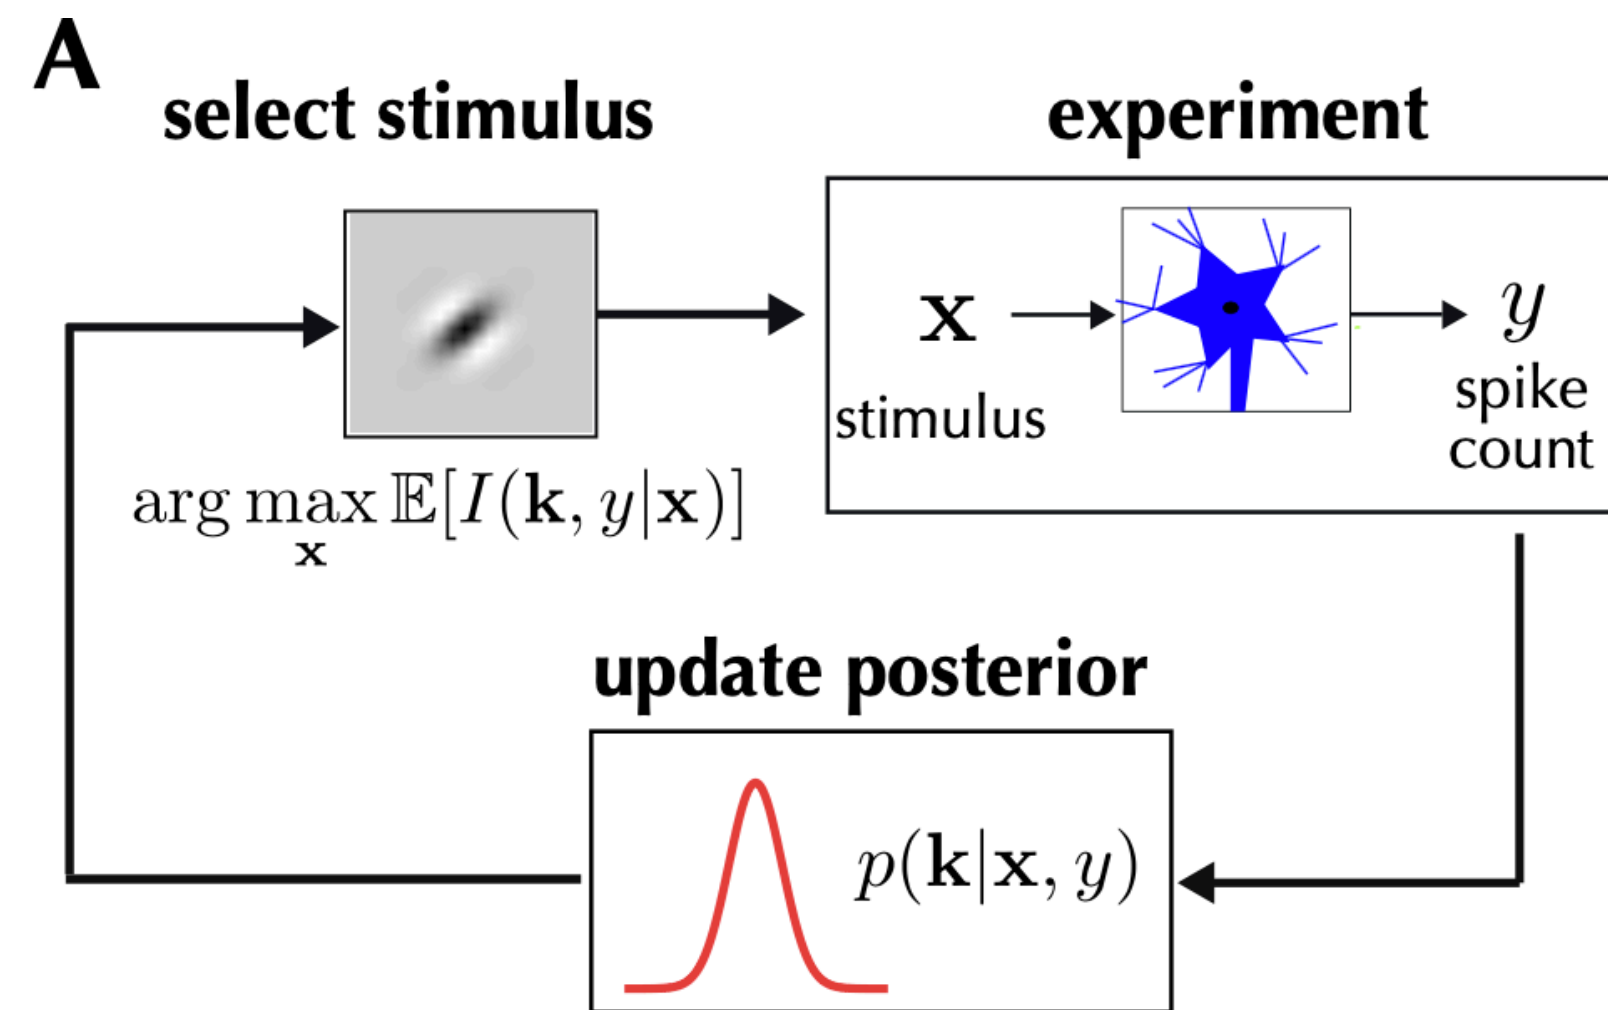 A
select stimulus
experiment
x
y
stimulus
spike
count
arg max 𝔼[I(k, y|x)]
x
update posterior
p(k|x, y)